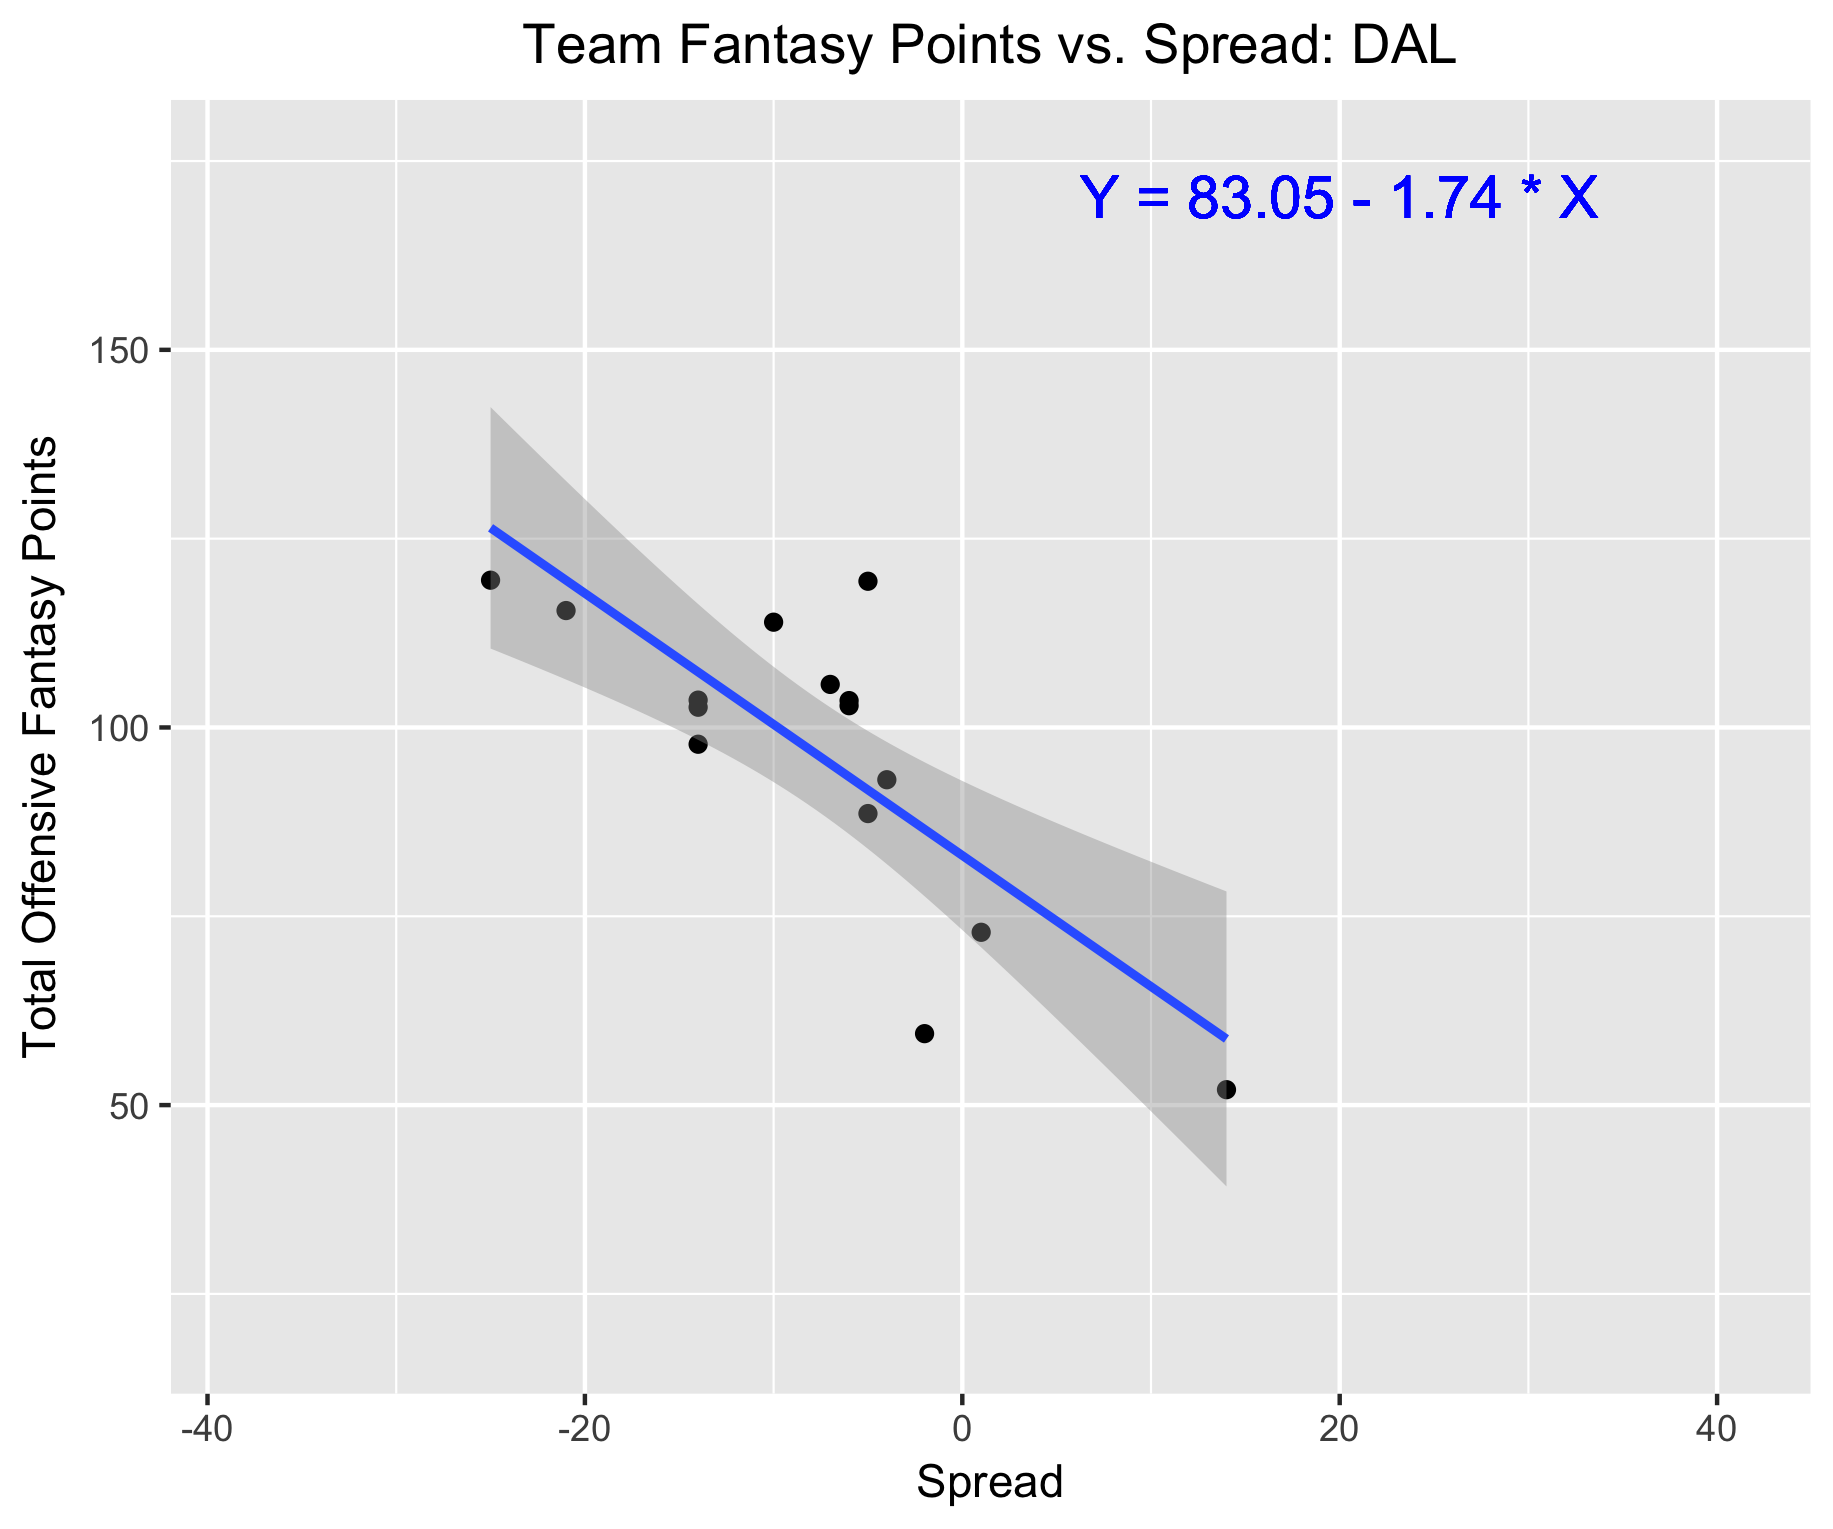 Team Fantasy Points vs. Spread: DAL
Y = 83.05 - 1.74 * X
Total Offensive Fantasy Points
150
100
50
-40
-20
0
20
40
Spread